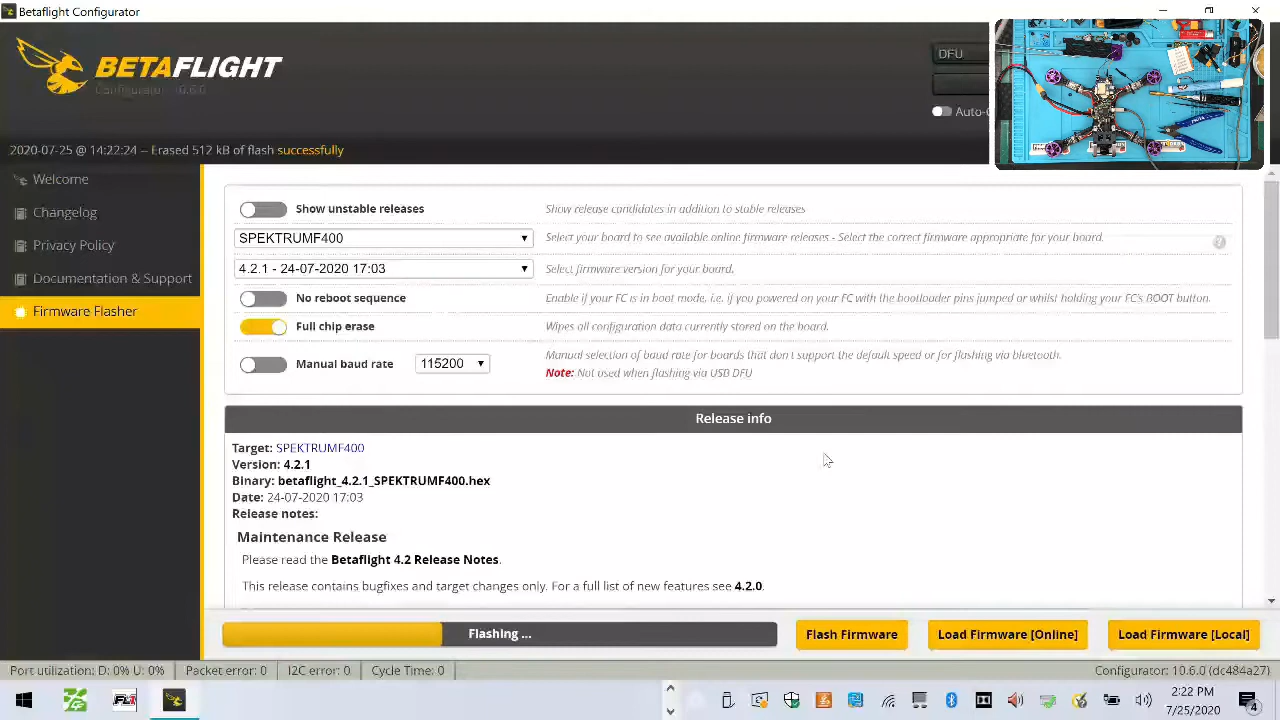 Betaflight Configurator
BETAFLIGHT
Configurator 10.6.0
DFU
2020-07-25 @ 14:22:24 -- Erased 512 kB of flash successfully
Welcome
Changelog
Privacy Policy
Documentation & Support
Firmware Flasher
Show unstable releases
Show release candidates in addition to stable releases
SPEKTRUMF400
Select your board to see available online firmware releases - Select the correct firmware appropriate for your board.
4.2.1 - 24-07-2020 17:03
Select firmware version for your board.
No reboot sequence
Enable if your FC is in boot mode, i.e. if you powered on your FC with the bootloader pins jumped or whilst holding your FC's BOOT button.
Full chip erase
Wipes all configuration data currently stored on the board.
Manual baud rate
115200
Manual selection of baud rate for boards that don't support the default speed or for flashing via bluetooth.
Note: Not used when flashing via USB DFU
Release info
Target: SPEKTRUMF400
Version: 4.2.1
Binary: betaflight_4.2.1_SPEKTRUMF400.hex
Date: 24-07-2020 17:03
Release notes:
Maintenance Release
Please read the Betaflight 4.2 Release Notes.
This release contains bugfixes and target changes only. For a full list of new features see 4.2.0.
Flashing ...
Flash Firmware
Load Firmware [Online]
Load Firmware [Local]
Port utilization: D: 0% U: 0%
Packet error: 0
I2C error: 0
Cycle Time: 0
Configurator: 10.6.0 (dc484a27)
2:22 PM
7/25/2020
4